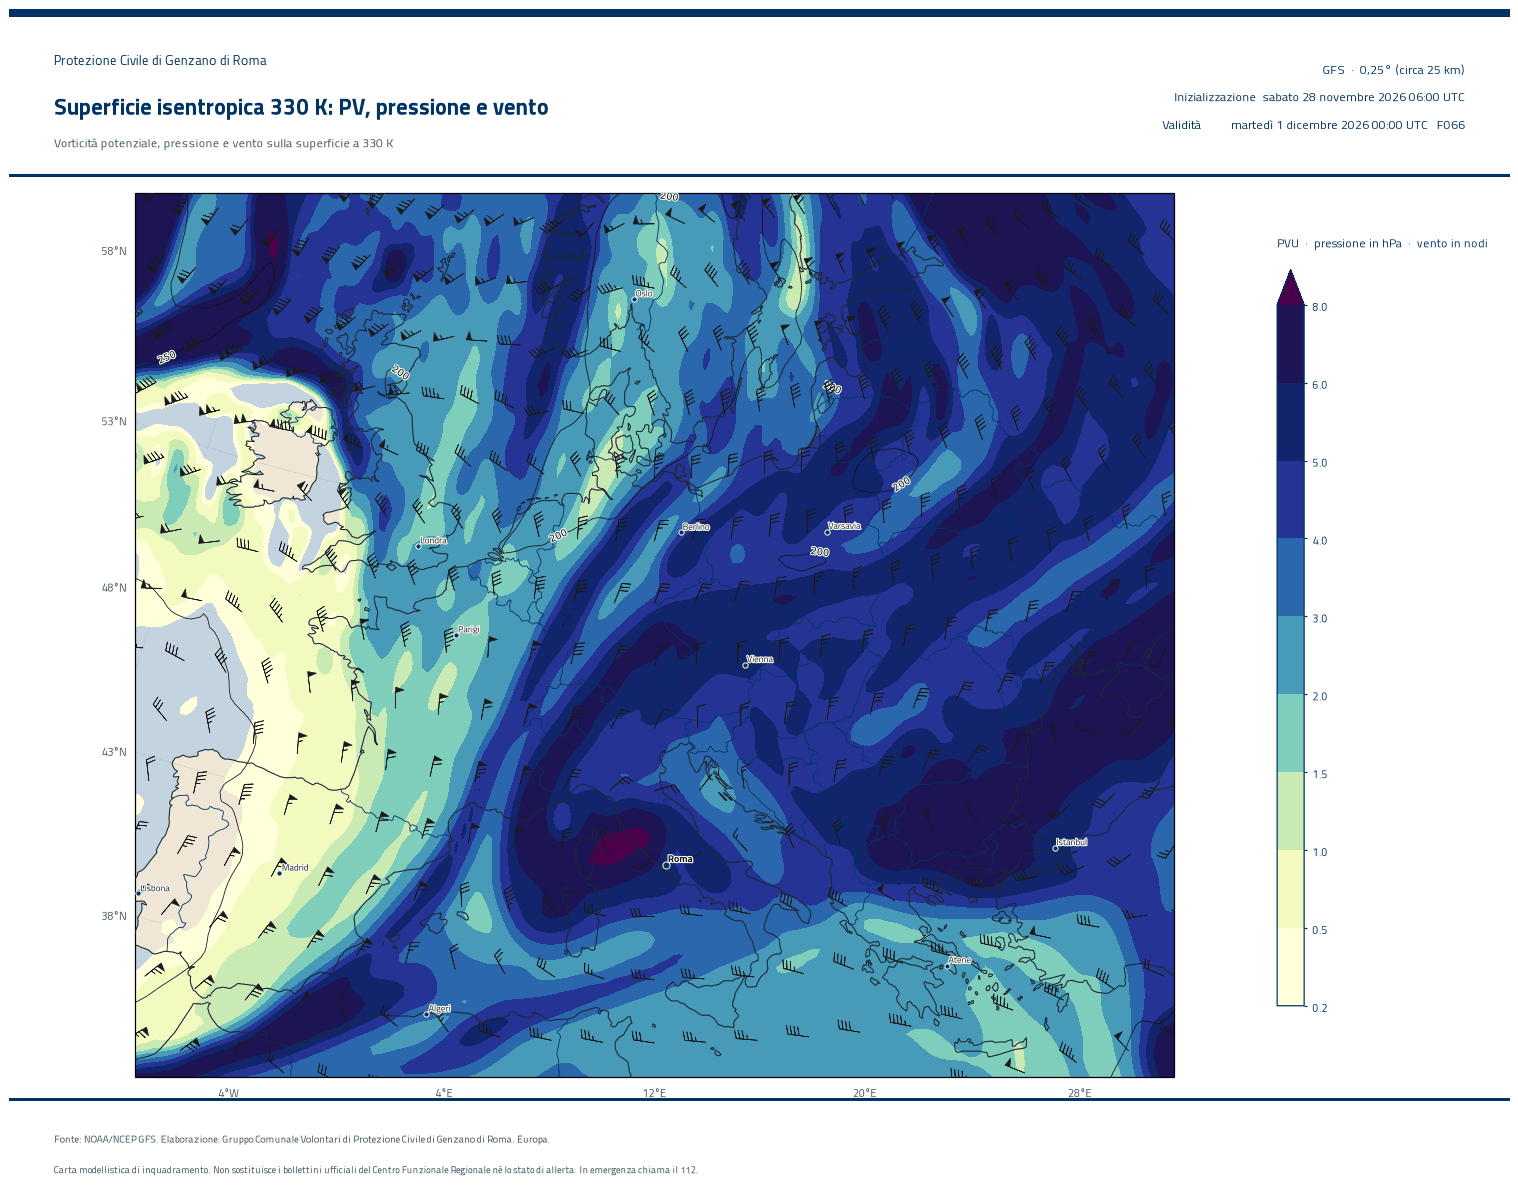 Protezione Civile di Genzano di Roma
Superficie isentropica 330 K: PV, pressione e vento
Vorticità potenziale, pressione e vento sulla superficie a 330 K
GFS · 0,25° (circa 25 km)
Inizializzazione sabato 28 novembre 2026 06:00 UTC
Validità martedì 1 dicembre 2026 00:00 UTC F066
PVU · pressione in hPa · vento in nodi
8.0
6.0
5.0
4.0
3.0
2.0
1.5
1.0
0.5
0.2
58°N
53°N
48°N
43°N
38°N
4°W
4°E
12°E
20°E
28°E
200
250
200
200
200
200
Oslo
Londra
Berlino
Varsavia
Parigi
Vienna
Roma
Istanbul
Madrid
Lisbona
Atene
Algeri
Fonte: NOAA/NCEP GFS. Elaborazione: Gruppo Comunale Volontari di Protezione Civile di Genzano di Roma. Europa.
Carta modellistica di inquadramento. Non sostituisce i bollettini ufficiali del Centro Funzionale Regionale né lo stato di allerta. In emergenza chiama il 112.